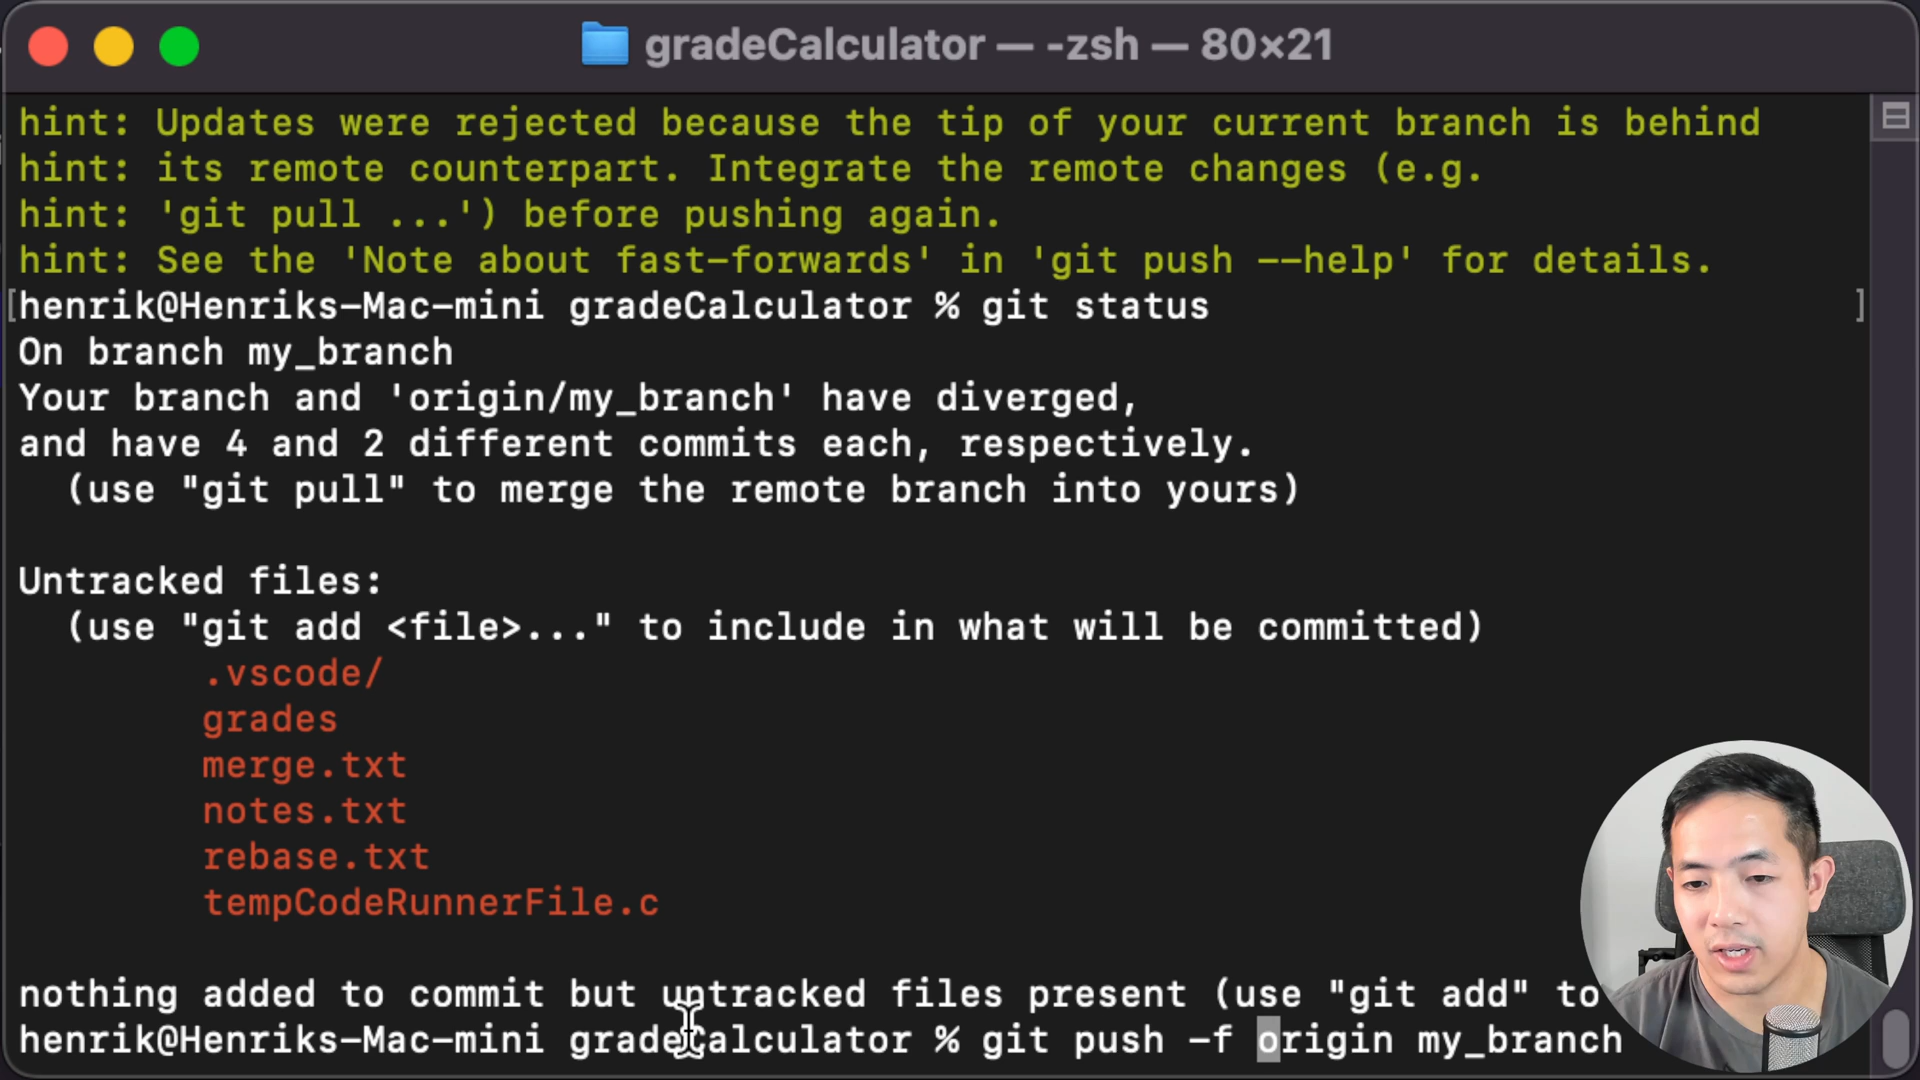 gradeCalculator — -zsh — 80×21
hint: Updates were rejected because the tip of your current branch is behind
hint: its remote counterpart. Integrate the remote changes (e.g.
hint: 'git pull ...') before pushing again.
hint: See the 'Note about fast-forwards' in 'git push --help' for details.
[henrik@Henriks-Mac-mini gradeCalculator % git status ]
On branch my_branch
Your branch and 'origin/my_branch' have diverged,
and have 4 and 2 different commits each, respectively.
(use "git pull" to merge the remote branch into yours)
Untracked files:
(use "git add <file>..." to include in what will be committed)
.vscode/
grades
merge.txt
notes.txt
rebase.txt
tempCodeRunnerFile.c
nothing added to commit but untracked files present (use "git add" to
henrik@Henriks-Mac-mini gradeCalculator % git push -f origin my_branch